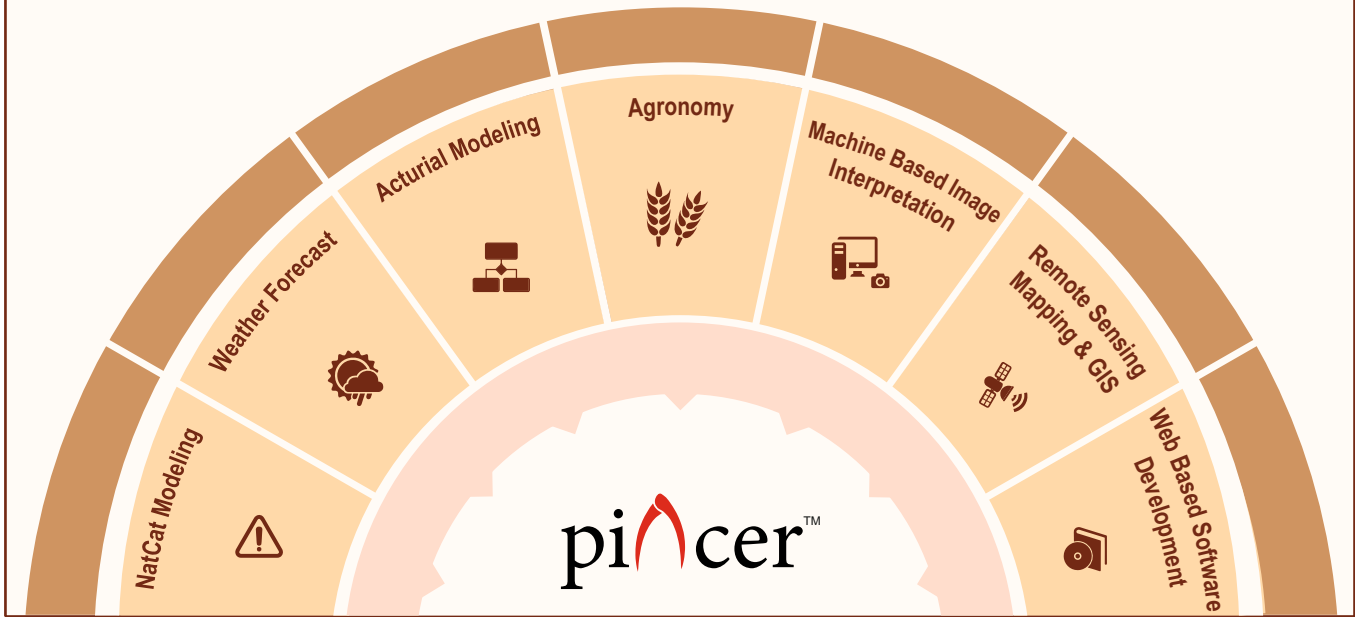 NatCat Modeling
Weather Forecast
Acturial Modeling
Agronomy
Machine Based Image
Interpretation
Remote Sensing
Mapping & GIS
Web Based Software
Development
pincer™